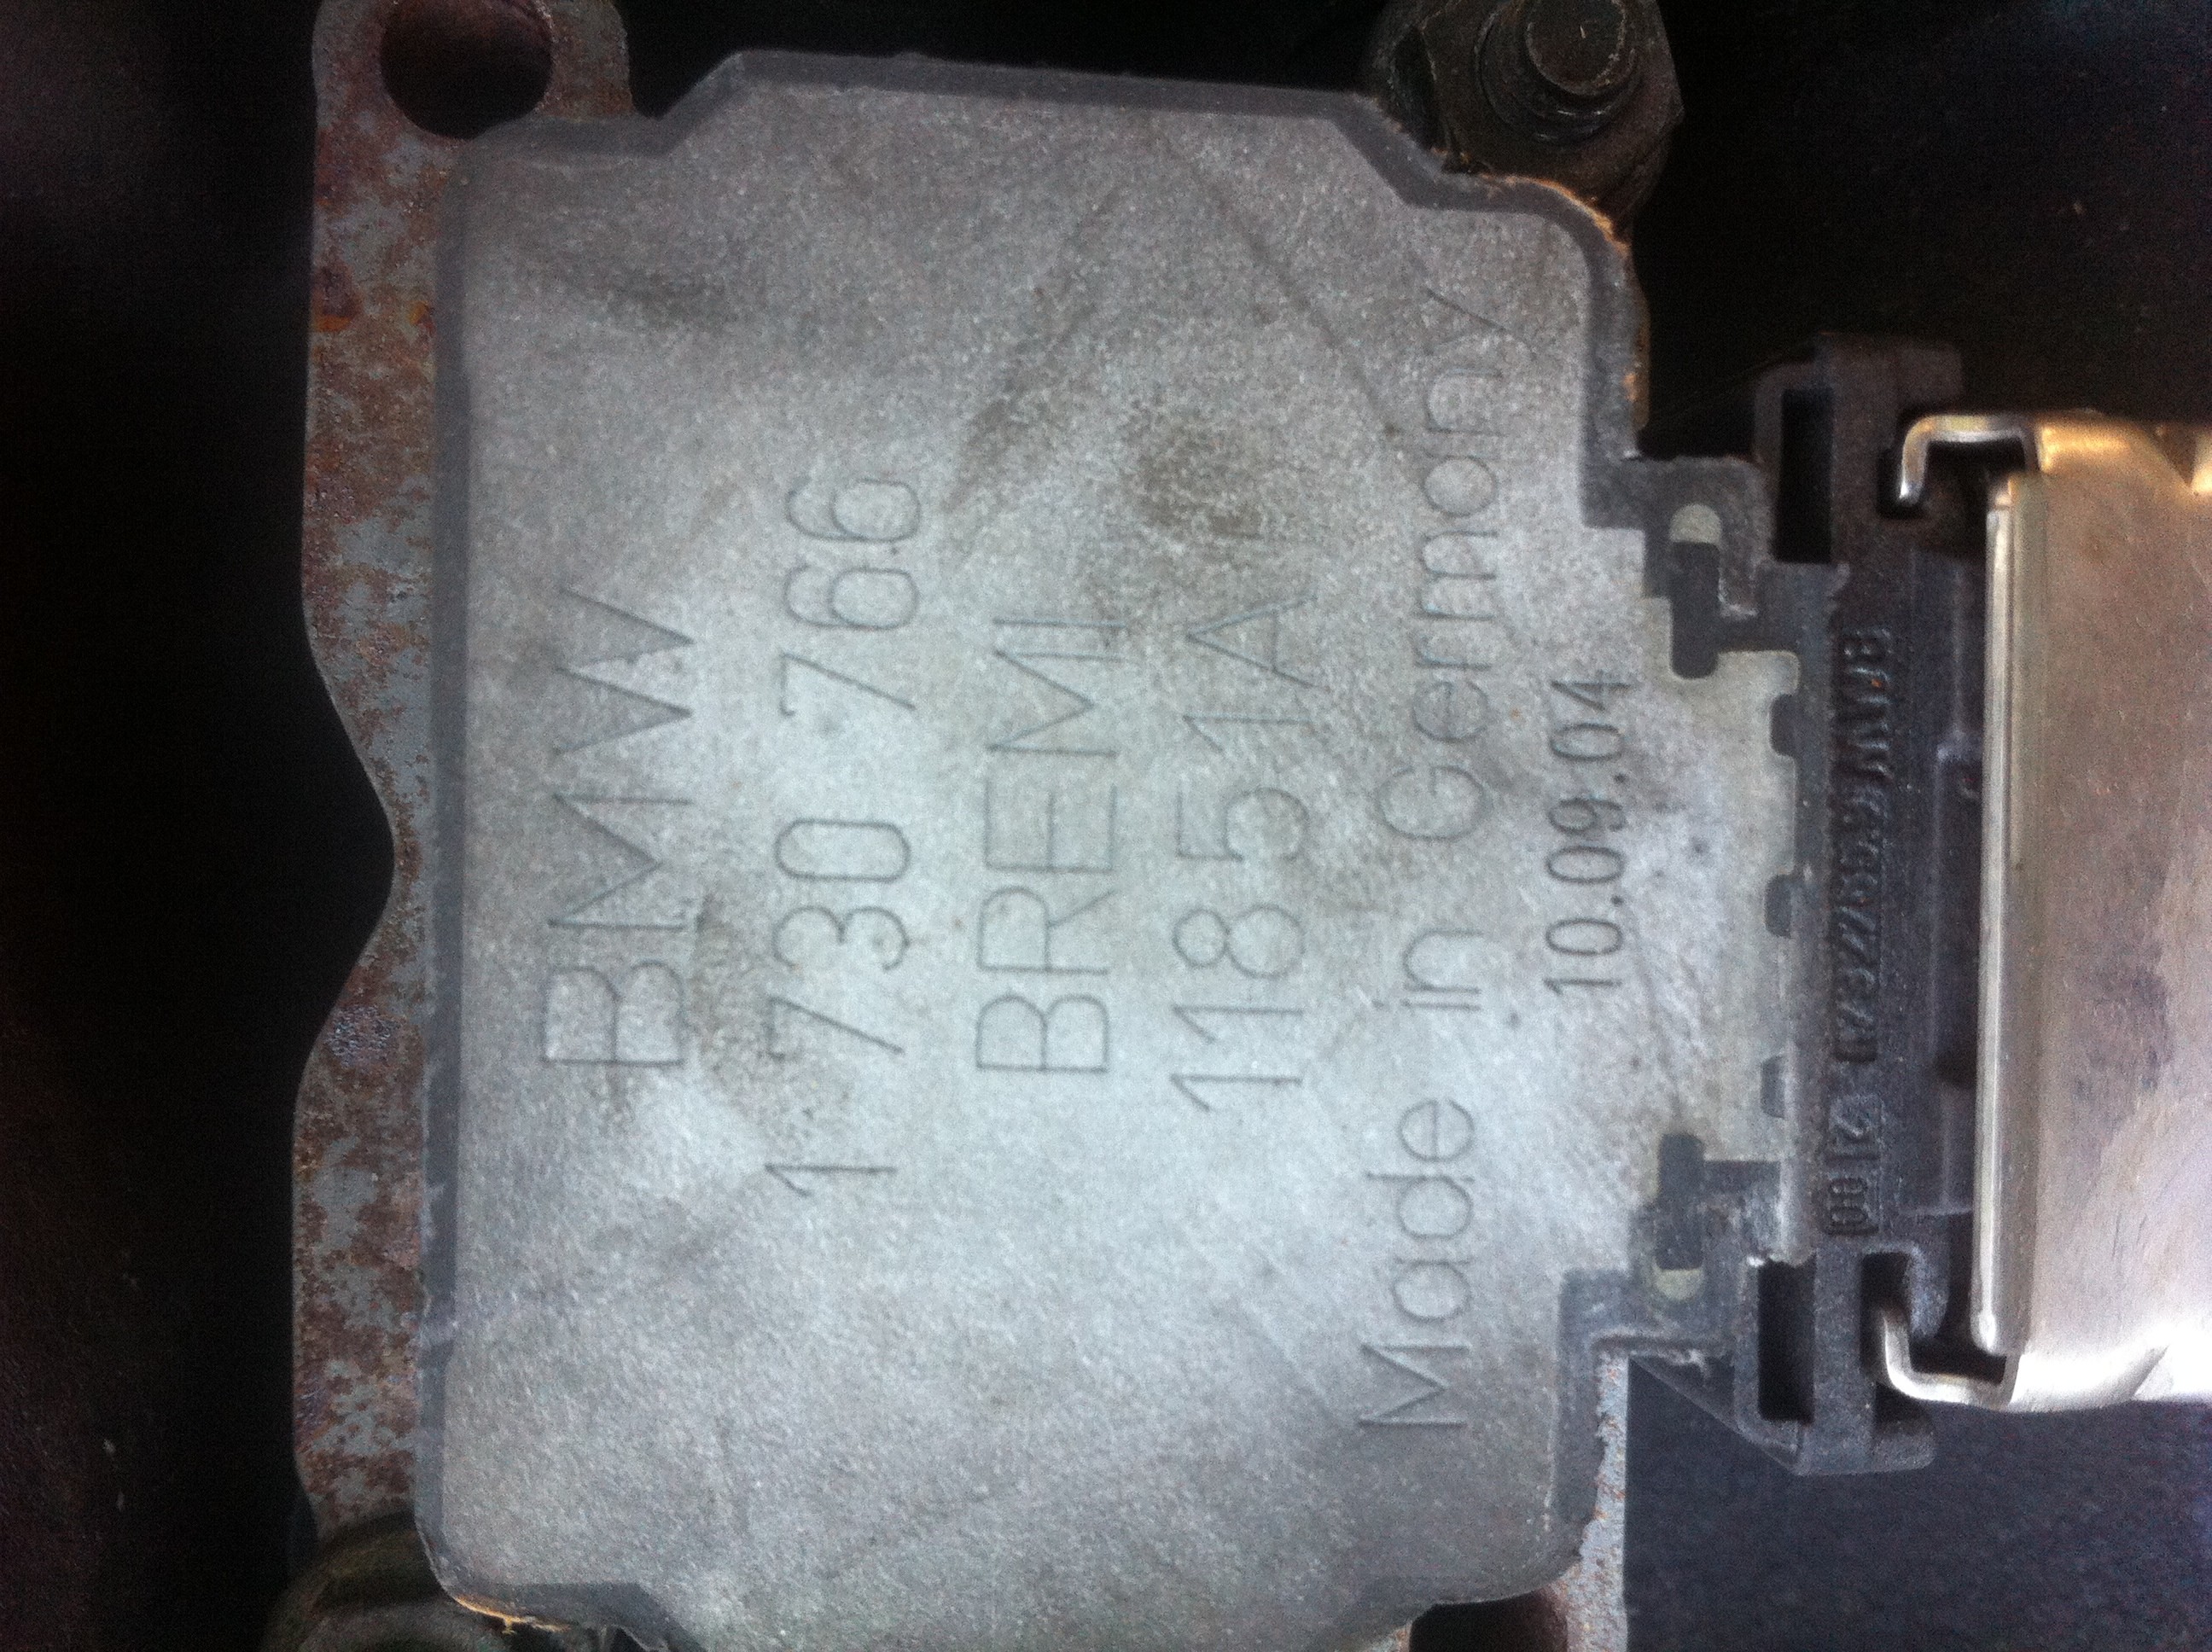 BMW
1 730 766
BREMI
11851A
Made in Germany
10.09.04